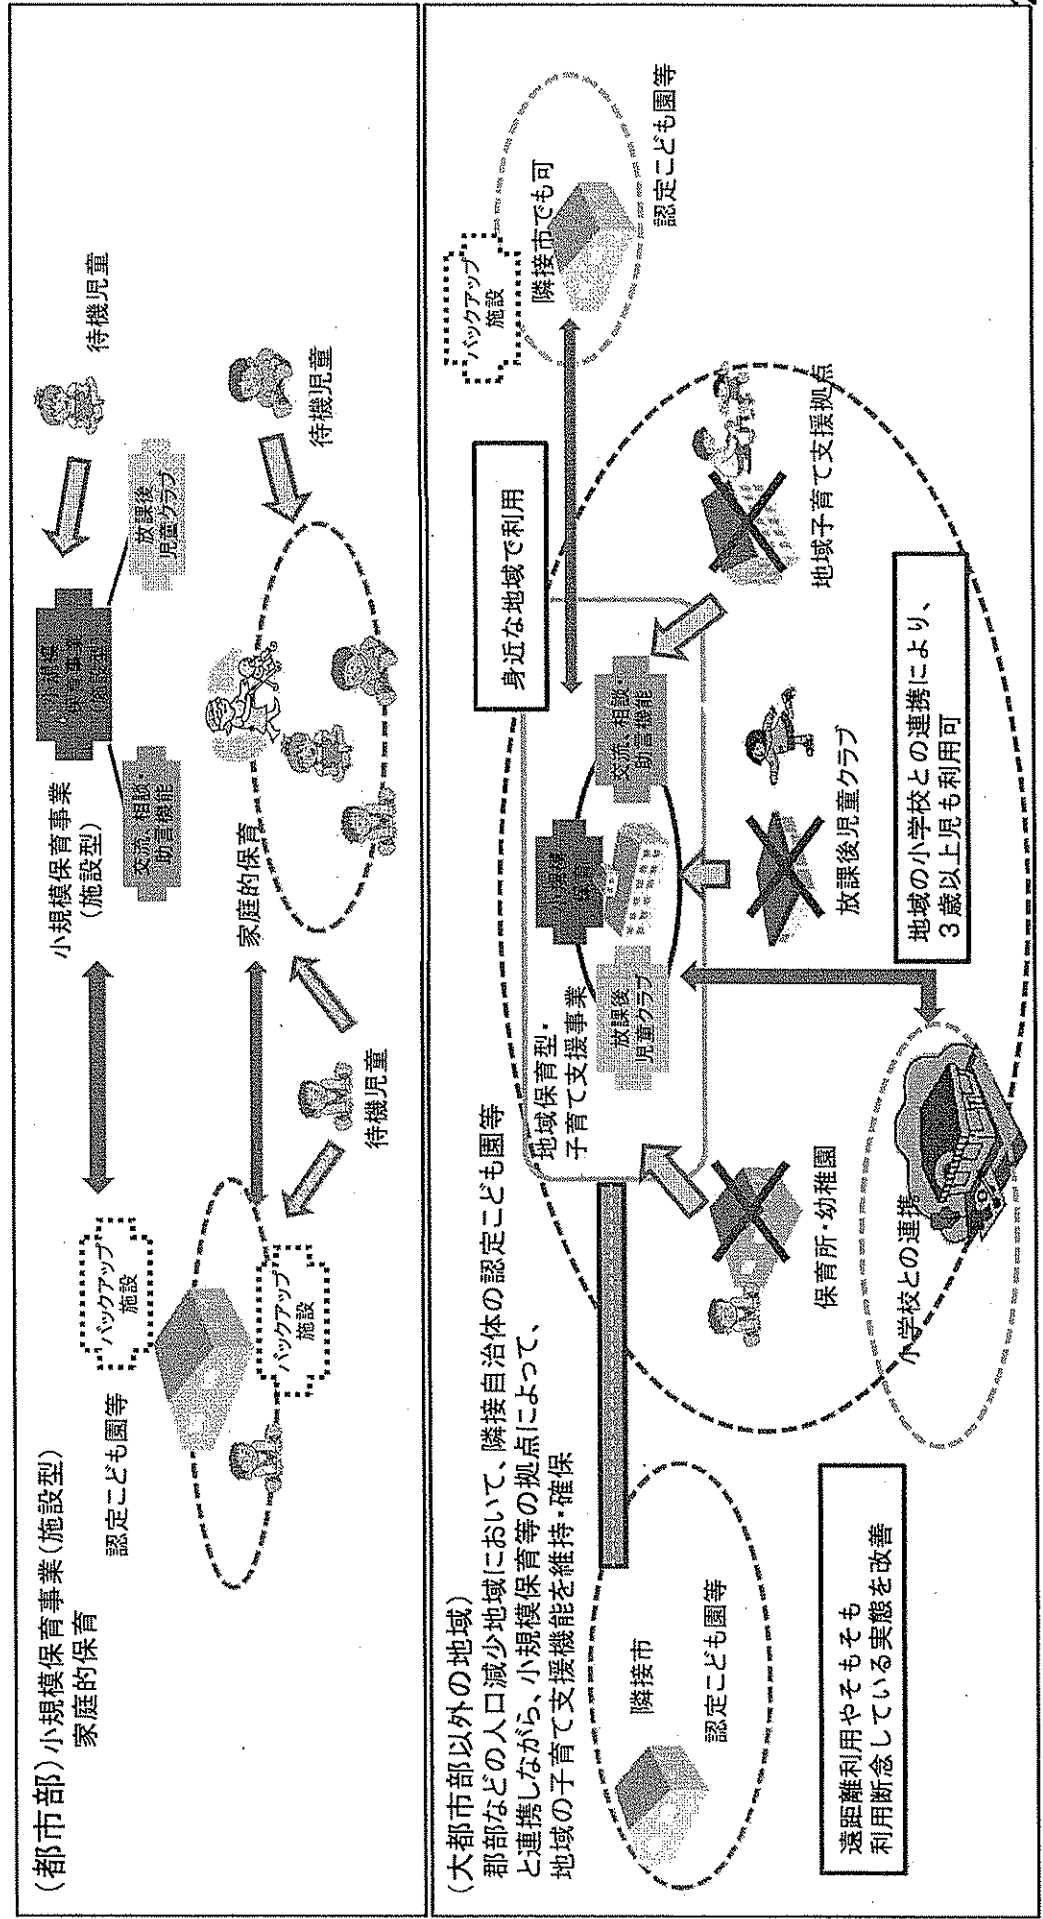 (都市部)小規模保育事業(施設型)
家庭的保育
認定こども園等
バックアップ
施設
バックアップ
施設
小規模保育事業
(施設型)
交流、相談・
助言機能
小規模
保育事業
(施設型)
放課後
児童クラブ
待機児童
家庭的保育
待機児童
待機児童
(大都市部以外の地域)
郡部などの人口減少地域において、隣接自治体の認定こども園等
と連携しながら、小規模保育等の拠点によって、
地域の子育て支援機能を維持・確保
隣接市
認定こども園等
遠距離利用やそもそも
利用断念している実態を改善
地域保育型・
子育て支援事業
放課後
児童クラブ
小規模
保育
交流、相談・
助言機能
身近な地域で利用
バックアップ
施設
隣接市でも可
認定こども園等
保育所・幼稚園
放課後児童クラブ
地域子育て支援拠点
小学校との連携
地域の小学校との連携により、
3歳以上児も利用可